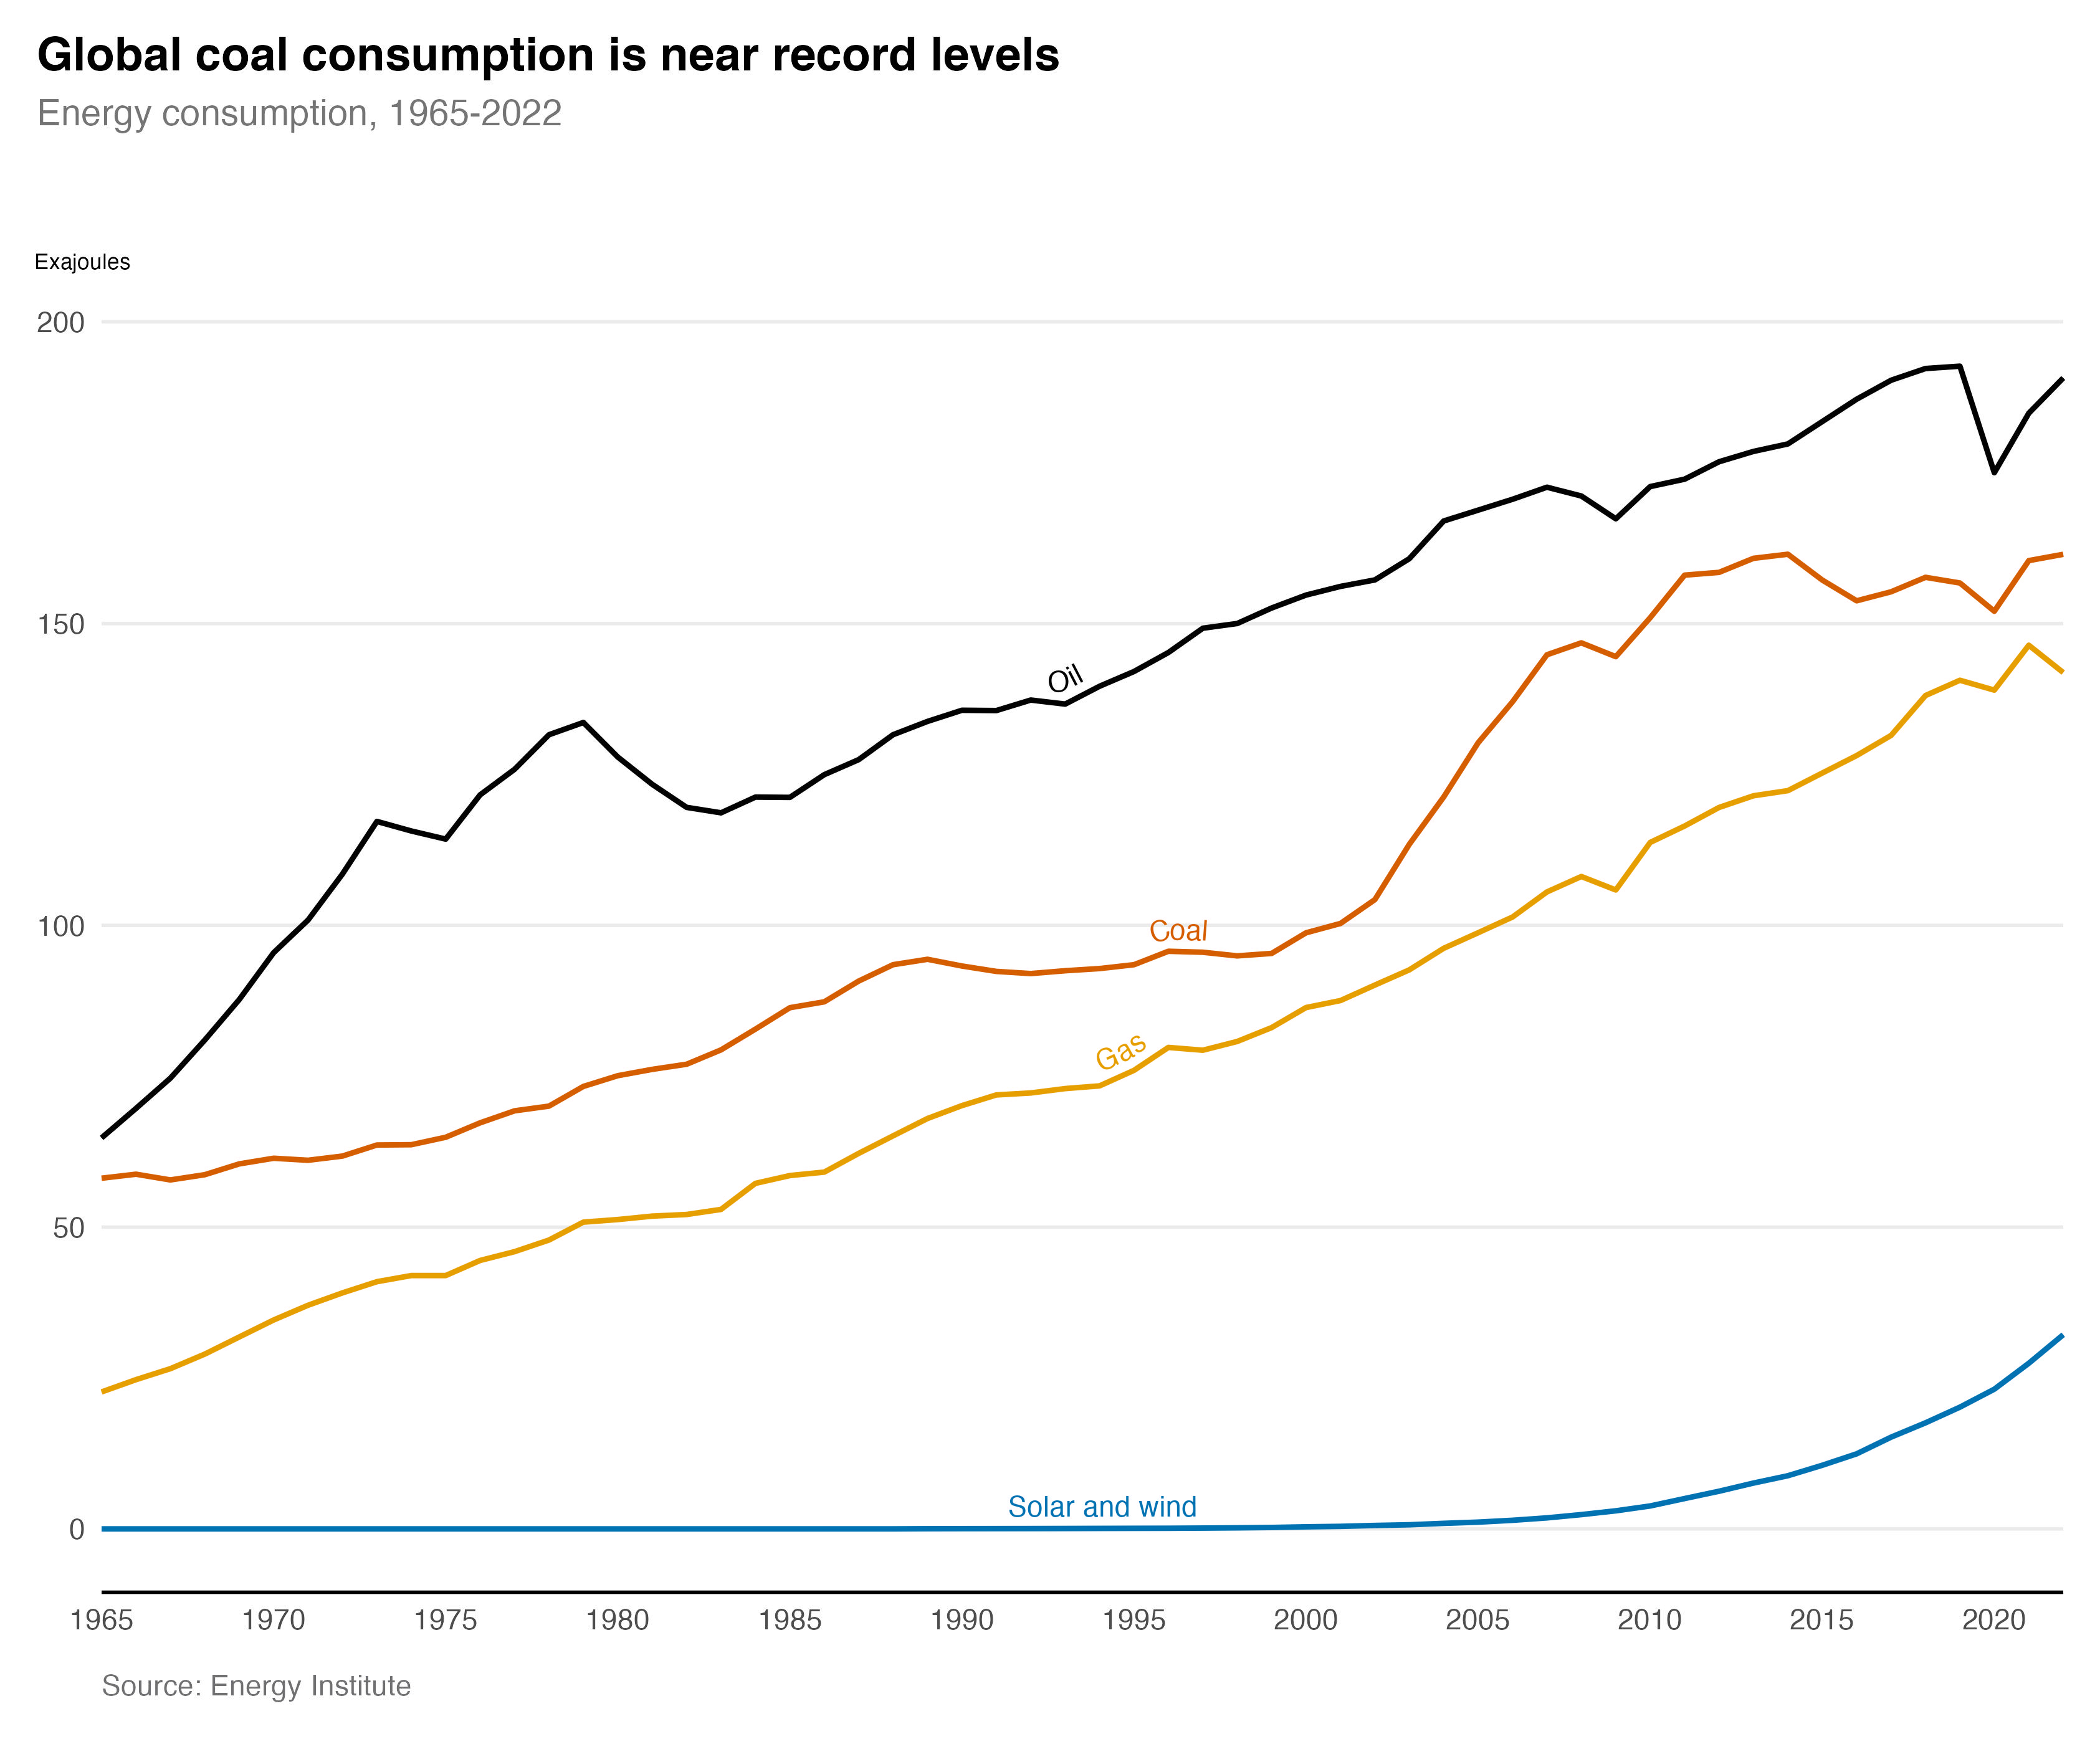 Global coal consumption is near record levels
Energy consumption, 1965-2022
Exajoules
200
150
100
50
0
Oil
Coal
Gas
Solar and wind
1965 1970 1975 1980 1985 1990 1995 2000 2005 2010 2015 2020
Source: Energy Institute